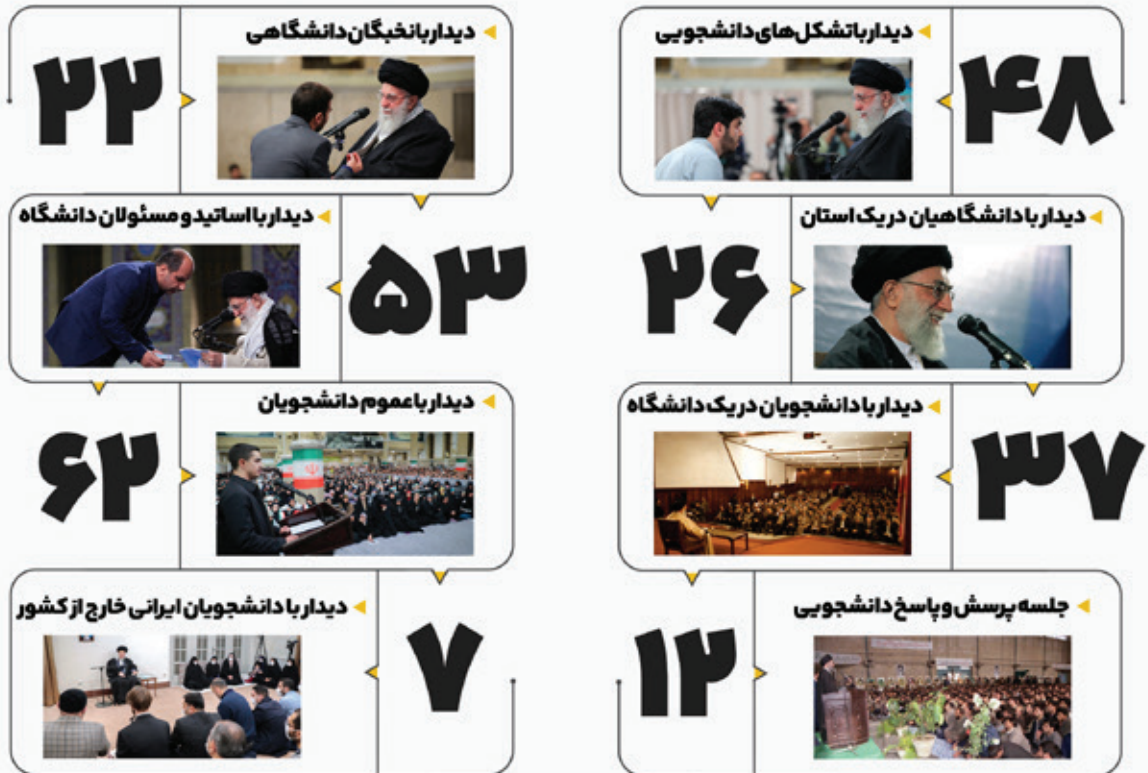 دیدار با تشکل‌های دانشجویی
۴۸
دیدار با دانشگاهیان در یک استان
۲۶
دیدار با دانشجویان در یک دانشگاه
۳۷
جلسه پرسش و پاسخ دانشجویی
۱۲
دیدار با نخبگان دانشگاهی
۲۲
دیدار با اساتید و مسئولان دانشگاه
۵۳
دیدار با عموم دانشجویان
۶۲
دیدار با دانشجویان ایرانی خارج از کشور
۷